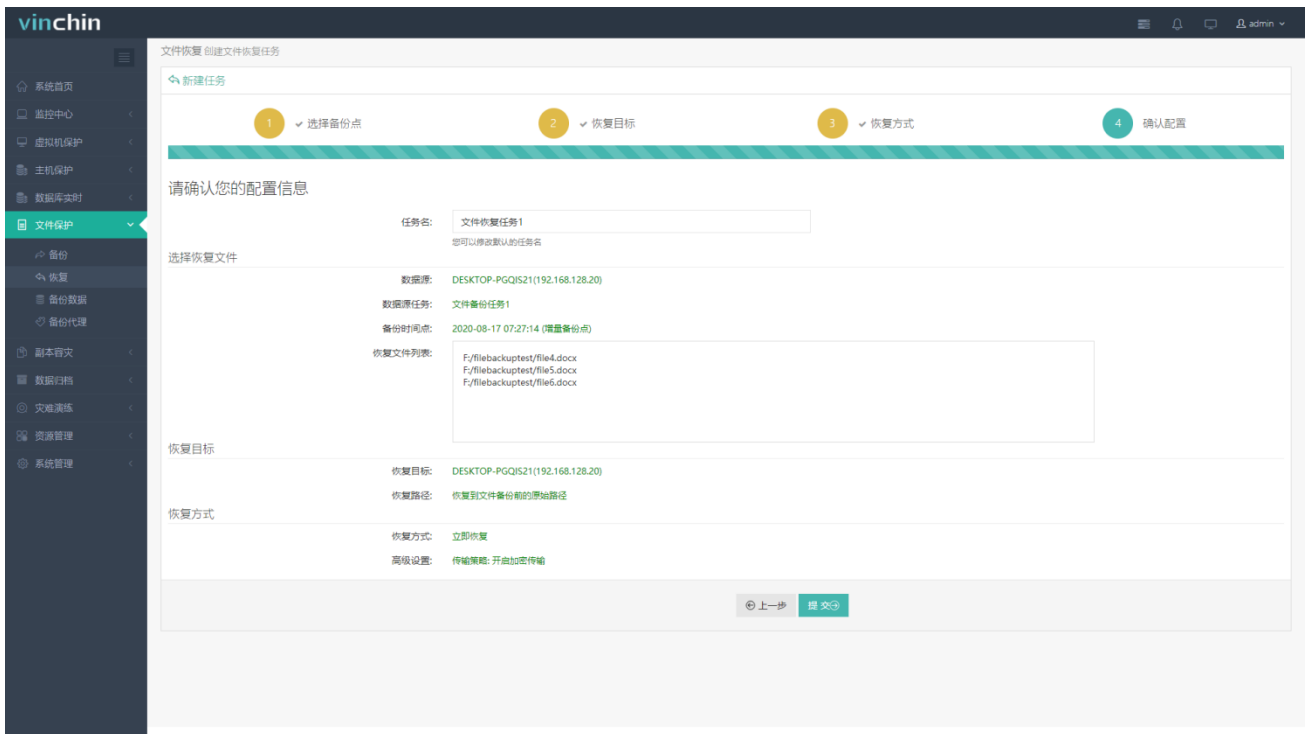 vinchin
admin
文件恢复 创建文件恢复任务
系统首页
监控中心
虚拟机保护
主机保护
数据库实时
文件保护
备份
恢复
备份数据
备份代理
副本容灾
数据归档
灾难演练
资源管理
系统管理
新建任务
1 选择备份点
2 恢复目标
3 恢复方式
4 确认配置
请确认您的配置信息
任务名: 文件恢复任务1
您可以修改默认的任务名
选择恢复文件
数据源: DESKTOP-PGQIS21(192.168.128.20)
数据源任务: 文件备份任务1
备份时间点: 2020-08-17 07:27:14 (增量备份点)
恢复文件列表:
F:/filebackuptest/file4.docx
F:/filebackuptest/file5.docx
F:/filebackuptest/file6.docx
恢复目标
恢复目标: DESKTOP-PGQIS21(192.168.128.20)
恢复路径: 恢复到文件备份前的原始路径
恢复方式
恢复方式: 立即恢复
高级设置: 传输策略: 开启加密传输
上一步
提交